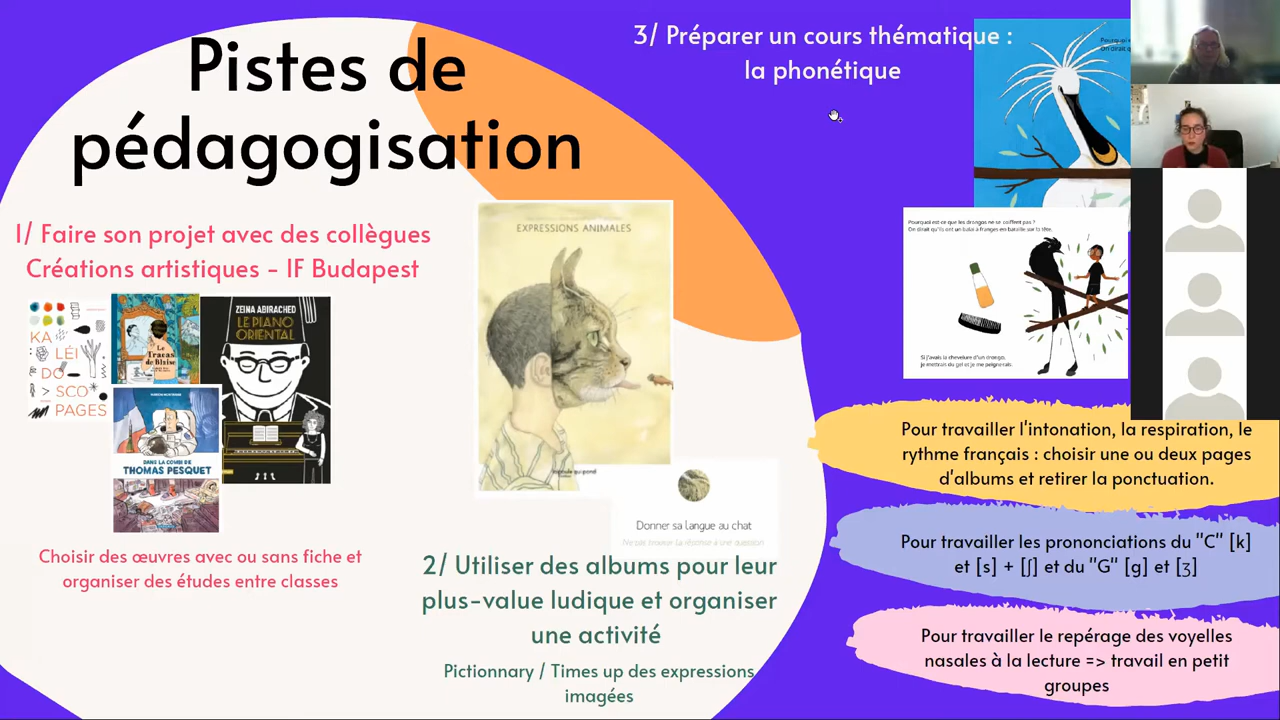 Pistes de
pédagogisation
1/ Faire son projet avec des collègues
Créations artistiques - IF Budapest
KA
LÉI
DO
SCO
PAGES
Le
Tracas
de Blaise
ZEINA ABIRACHED
LE PIANO
ORIENTAL
DANS LA COMBI DE
THOMAS PESQUET
Choisir des œuvres avec ou sans fiche et
organiser des études entre classes
EXPRESSIONS ANIMALES
Donner sa langue au chat
Ne pas trouver la réponse à une question
2/ Utiliser des albums pour leur
plus-value ludique et organiser
une activité
Pictionnary / Times up des expressions
imagées
3/ Préparer un cours thématique :
la phonétique
Pourquoi est-ce que les drongos ne se coiffent pas ?
On dirait qu'ils ont un balai à franges en bataille sur la tête.
Si j'avais la chevelure d'un drongo,
je mettrais du gel et je me peignerais.
Pour travailler l'intonation, la respiration, le
rythme français : choisir une ou deux pages
d'albums et retirer la ponctuation.
Pour travailler les prononciations du "C" [k]
et [s] + [ʃ] et du "G" [g] et [ʒ]
Pour travailler le repérage des voyelles
nasales à la lecture => travail en petit
groupes